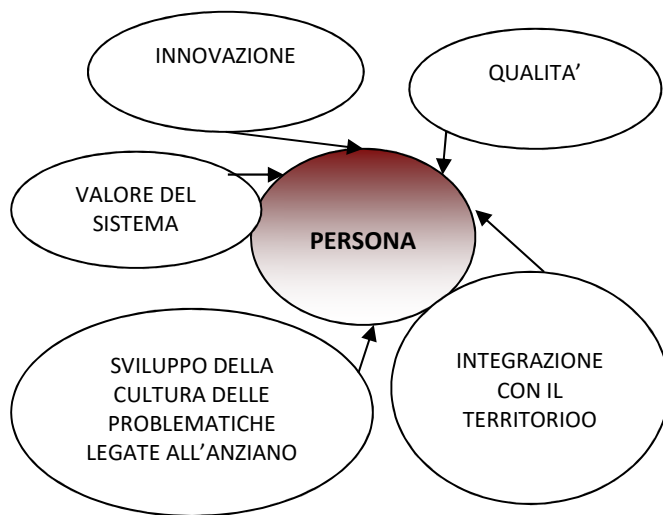 INNOVAZIONE
QUALITA’
VALORE DEL
SISTEMA
PERSONA
SVILUPPO DELLA
CULTURA DELLE
PROBLEMATICHE
LEGATE ALL’ANZIANO
INTEGRAZIONE
CON IL
TERRITORIOO